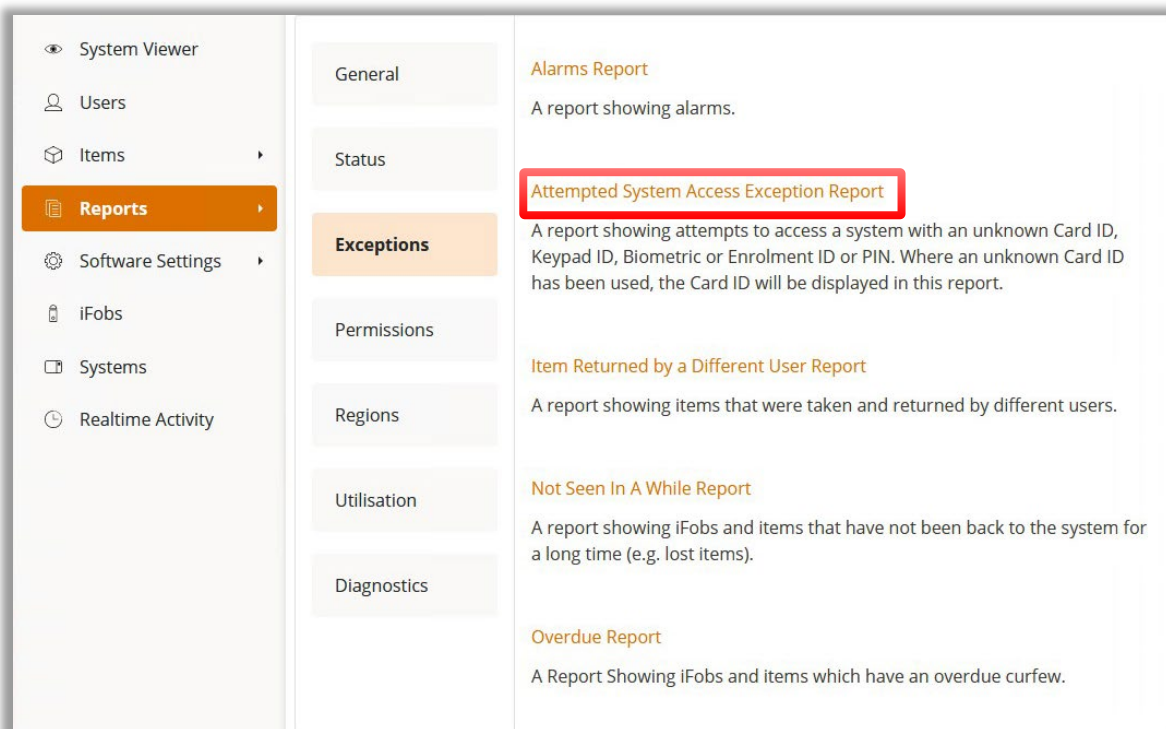 System Viewer
Users
Items
Reports
Software Settings
iFobs
Systems
Realtime Activity
General
Status
Exceptions
Permissions
Regions
Utilisation
Diagnostics
Alarms Report
A report showing alarms.
Attempted System Access Exception Report
A report showing attempts to access a system with an unknown Card ID,
Keypad ID, Biometric or Enrolment ID or PIN. Where an unknown Card ID
has been used, the Card ID will be displayed in this report.
Item Returned by a Different User Report
A report showing items that were taken and returned by different users.
Not Seen In A While Report
A report showing iFobs and items that have not been back to the system for
a long time (e.g. lost items).
Overdue Report
A Report Showing iFobs and items which have an overdue curfew.